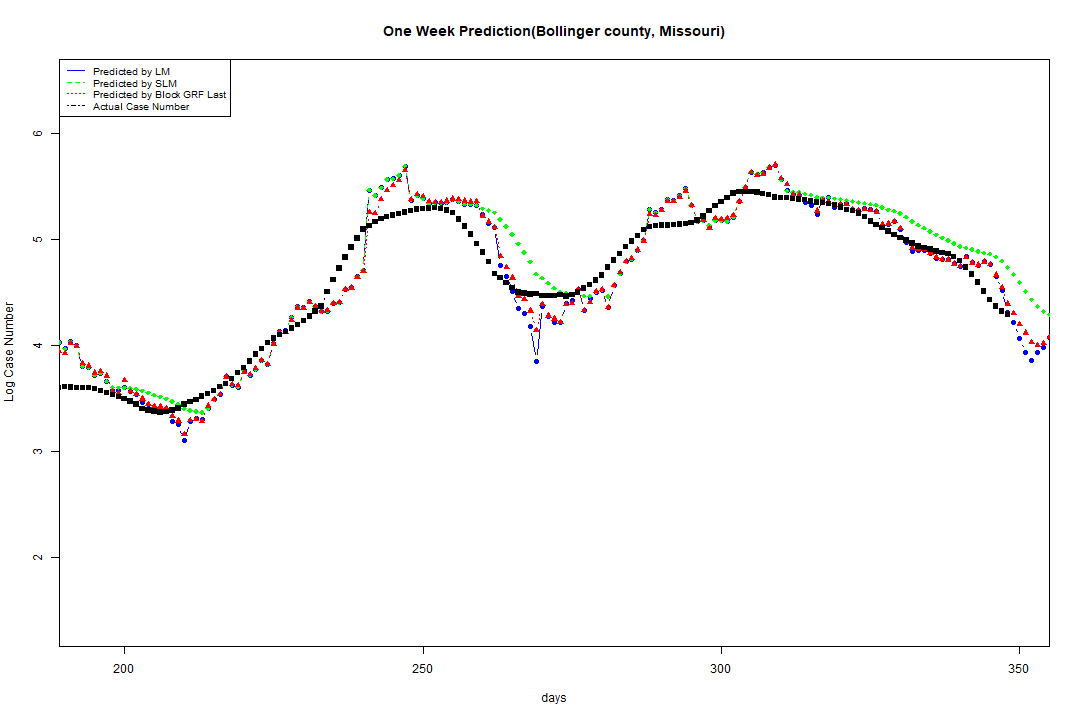 One Week Prediction(Bollinger county, Missouri)
Predicted by LM
Predicted by SLM
Predicted by Block GRF Last
Actual Case Number
6
5
4
3
2
Log Case Number
200 250 300 350
days